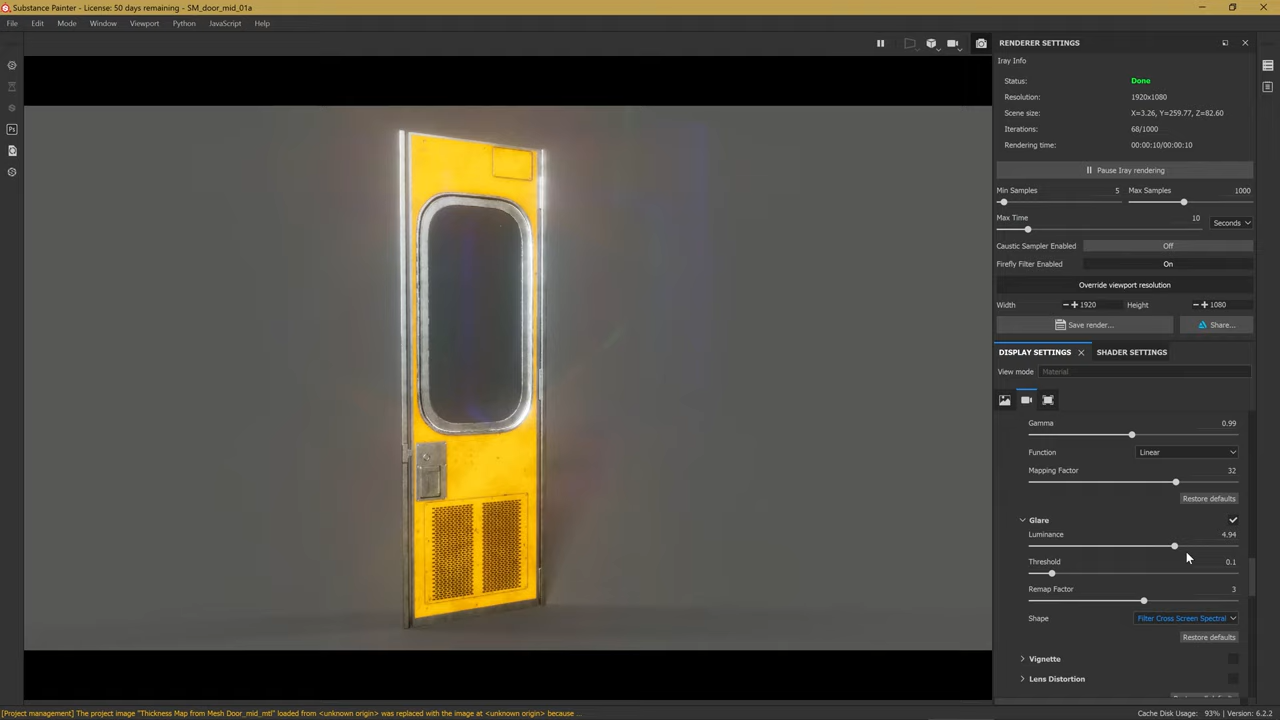 Substance Painter - License: 50 days remaining - SM_door_mid_01a
File Edit Mode Window Viewport Python JavaScript Help
RENDERER SETTINGS
Iray Info
Status: Done
Resolution: 1920x1080
Scene size: X=3.26, Y=259.77, Z=82.60
Iterations: 68/1000
Rendering time: 00:00:10/00:00:10
Pause Iray rendering
Min Samples 5 Max Samples 1000
Max Time 10 Seconds
Caustic Sampler Enabled Off
Firefly Filter Enabled On
Override viewport resolution
Width 1920 Height 1080
Save render... Share...
DISPLAY SETTINGS SHADER SETTINGS
View mode Material
Gamma 0.99
Function Linear
Mapping Factor 32
Restore defaults
Glare
Luminance 4.94
Threshold 0.1
Remap Factor 3
Shape Filter Cross Screen Spectral
Restore defaults
Vignette
Lens Distortion
Ps
[Project management] The project image "Thickness Map from Mesh Door_mid_mtl" loaded from <unknown origin> was replaced with the image at <unknown origin> because ...
Cache Disk Usage: 93% | Version: 6.2.2